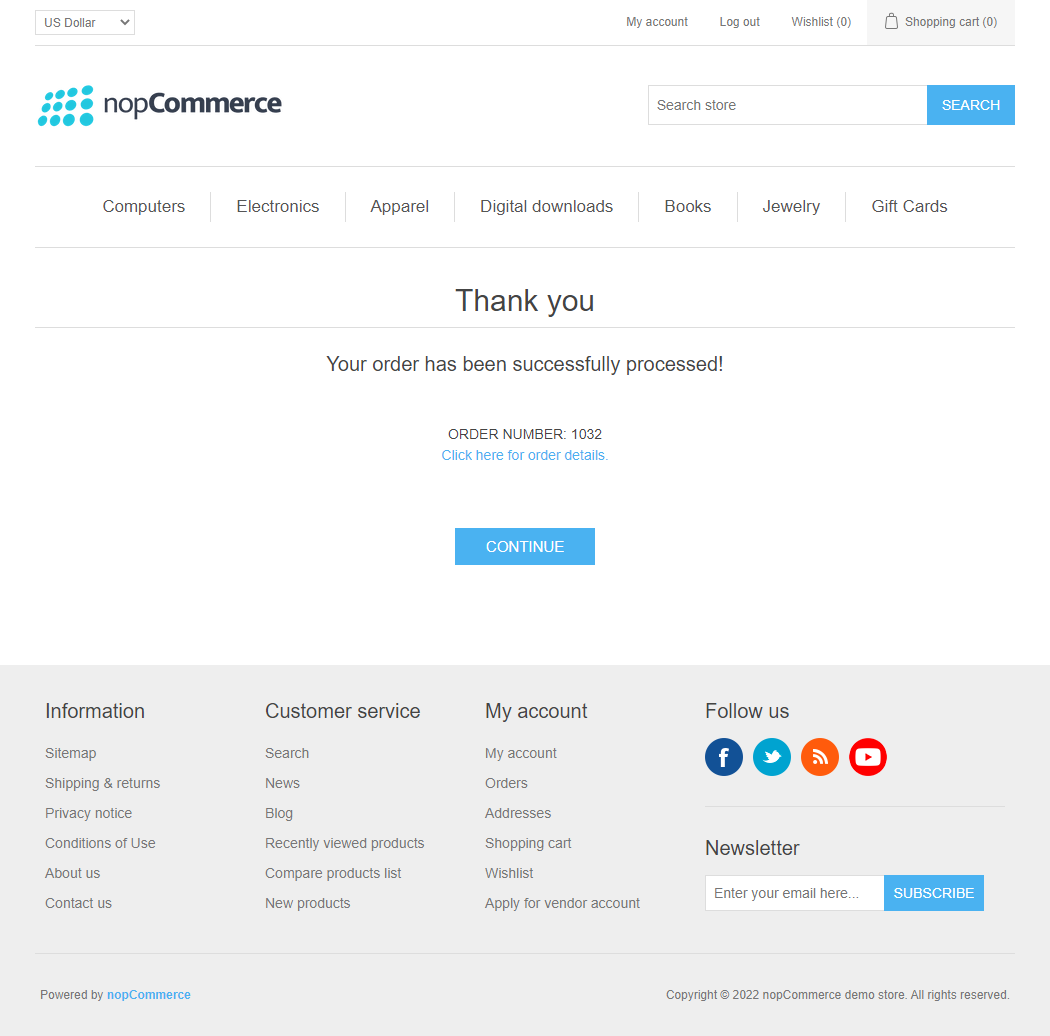 US Dollar
My account
Log out
Wishlist (0)
Shopping cart (0)
nopCommerce
Search store
SEARCH
Computers
Electronics
Apparel
Digital downloads
Books
Jewelry
Gift Cards
Thank you
Your order has been successfully processed!
ORDER NUMBER: 1032
Click here for order details.
CONTINUE
Information
Sitemap
Shipping & returns
Privacy notice
Conditions of Use
About us
Contact us
Customer service
Search
News
Blog
Recently viewed products
Compare products list
New products
My account
My account
Orders
Addresses
Shopping cart
Wishlist
Apply for vendor account
Follow us
f
Newsletter
Enter your email here...
SUBSCRIBE
Powered by nopCommerce
Copyright © 2022 nopCommerce demo store. All rights reserved.